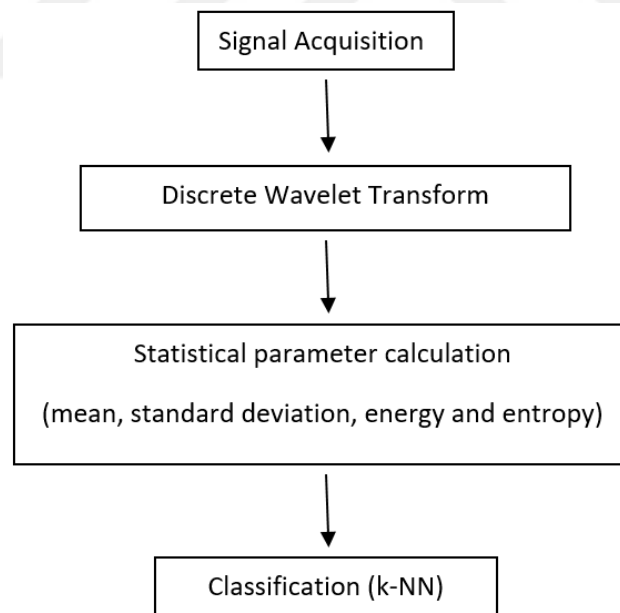 Signal Acquisition
Discrete Wavelet Transform
Statistical parameter calculation
(mean, standard deviation, energy and entropy)
Classification (k-NN)